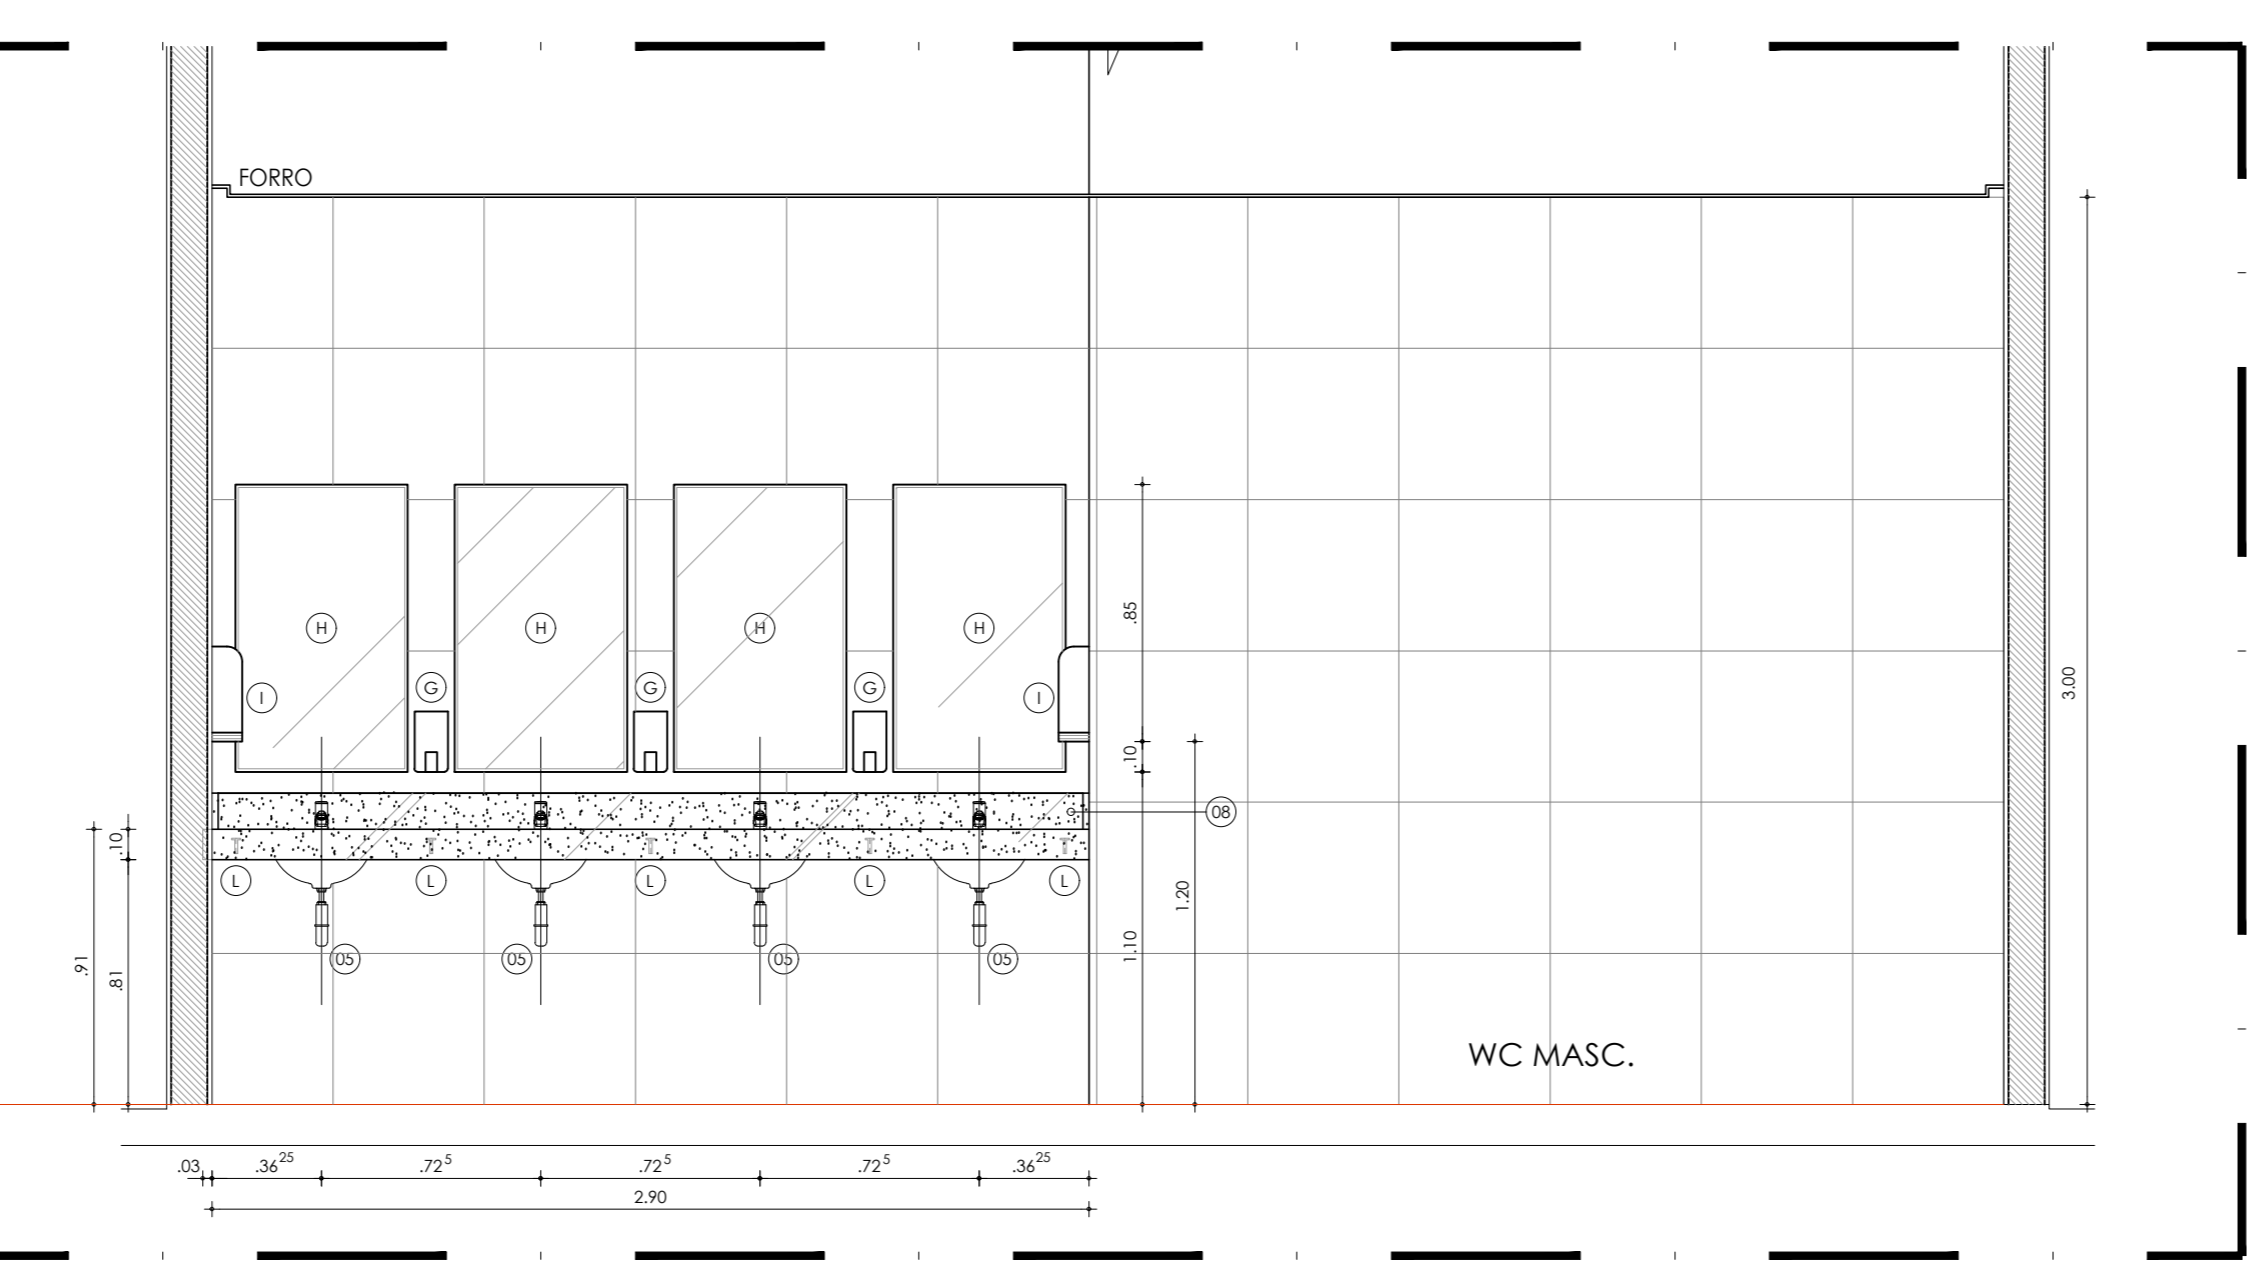 FORRO
H
H
H
H
.85
3.00
I
G
G
G
I
.10
08
.10
L
L
L
L
L
1.20
.91
.81
05
05
05
05
1.10
WC MASC.
.03 .36²⁵ .72⁵ .72⁵ .72⁵ .36²⁵
2.90